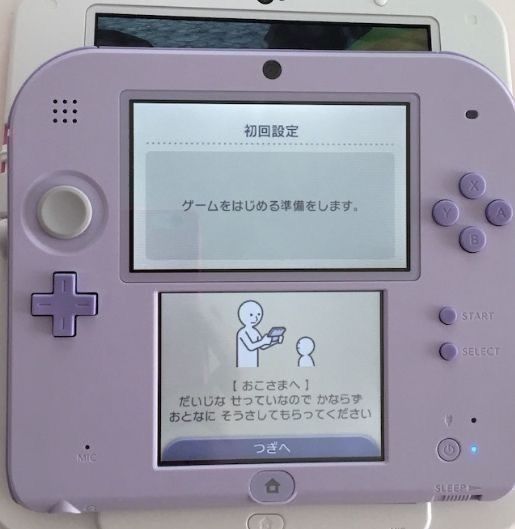 初回設定
ゲームをはじめる準備をします。
【 おこさまへ 】
だいじな せっていなので かならず
おとなに そうさしてもらってください
つぎへ
X
Y
A
B
START
SELECT
MIC
SLEEP